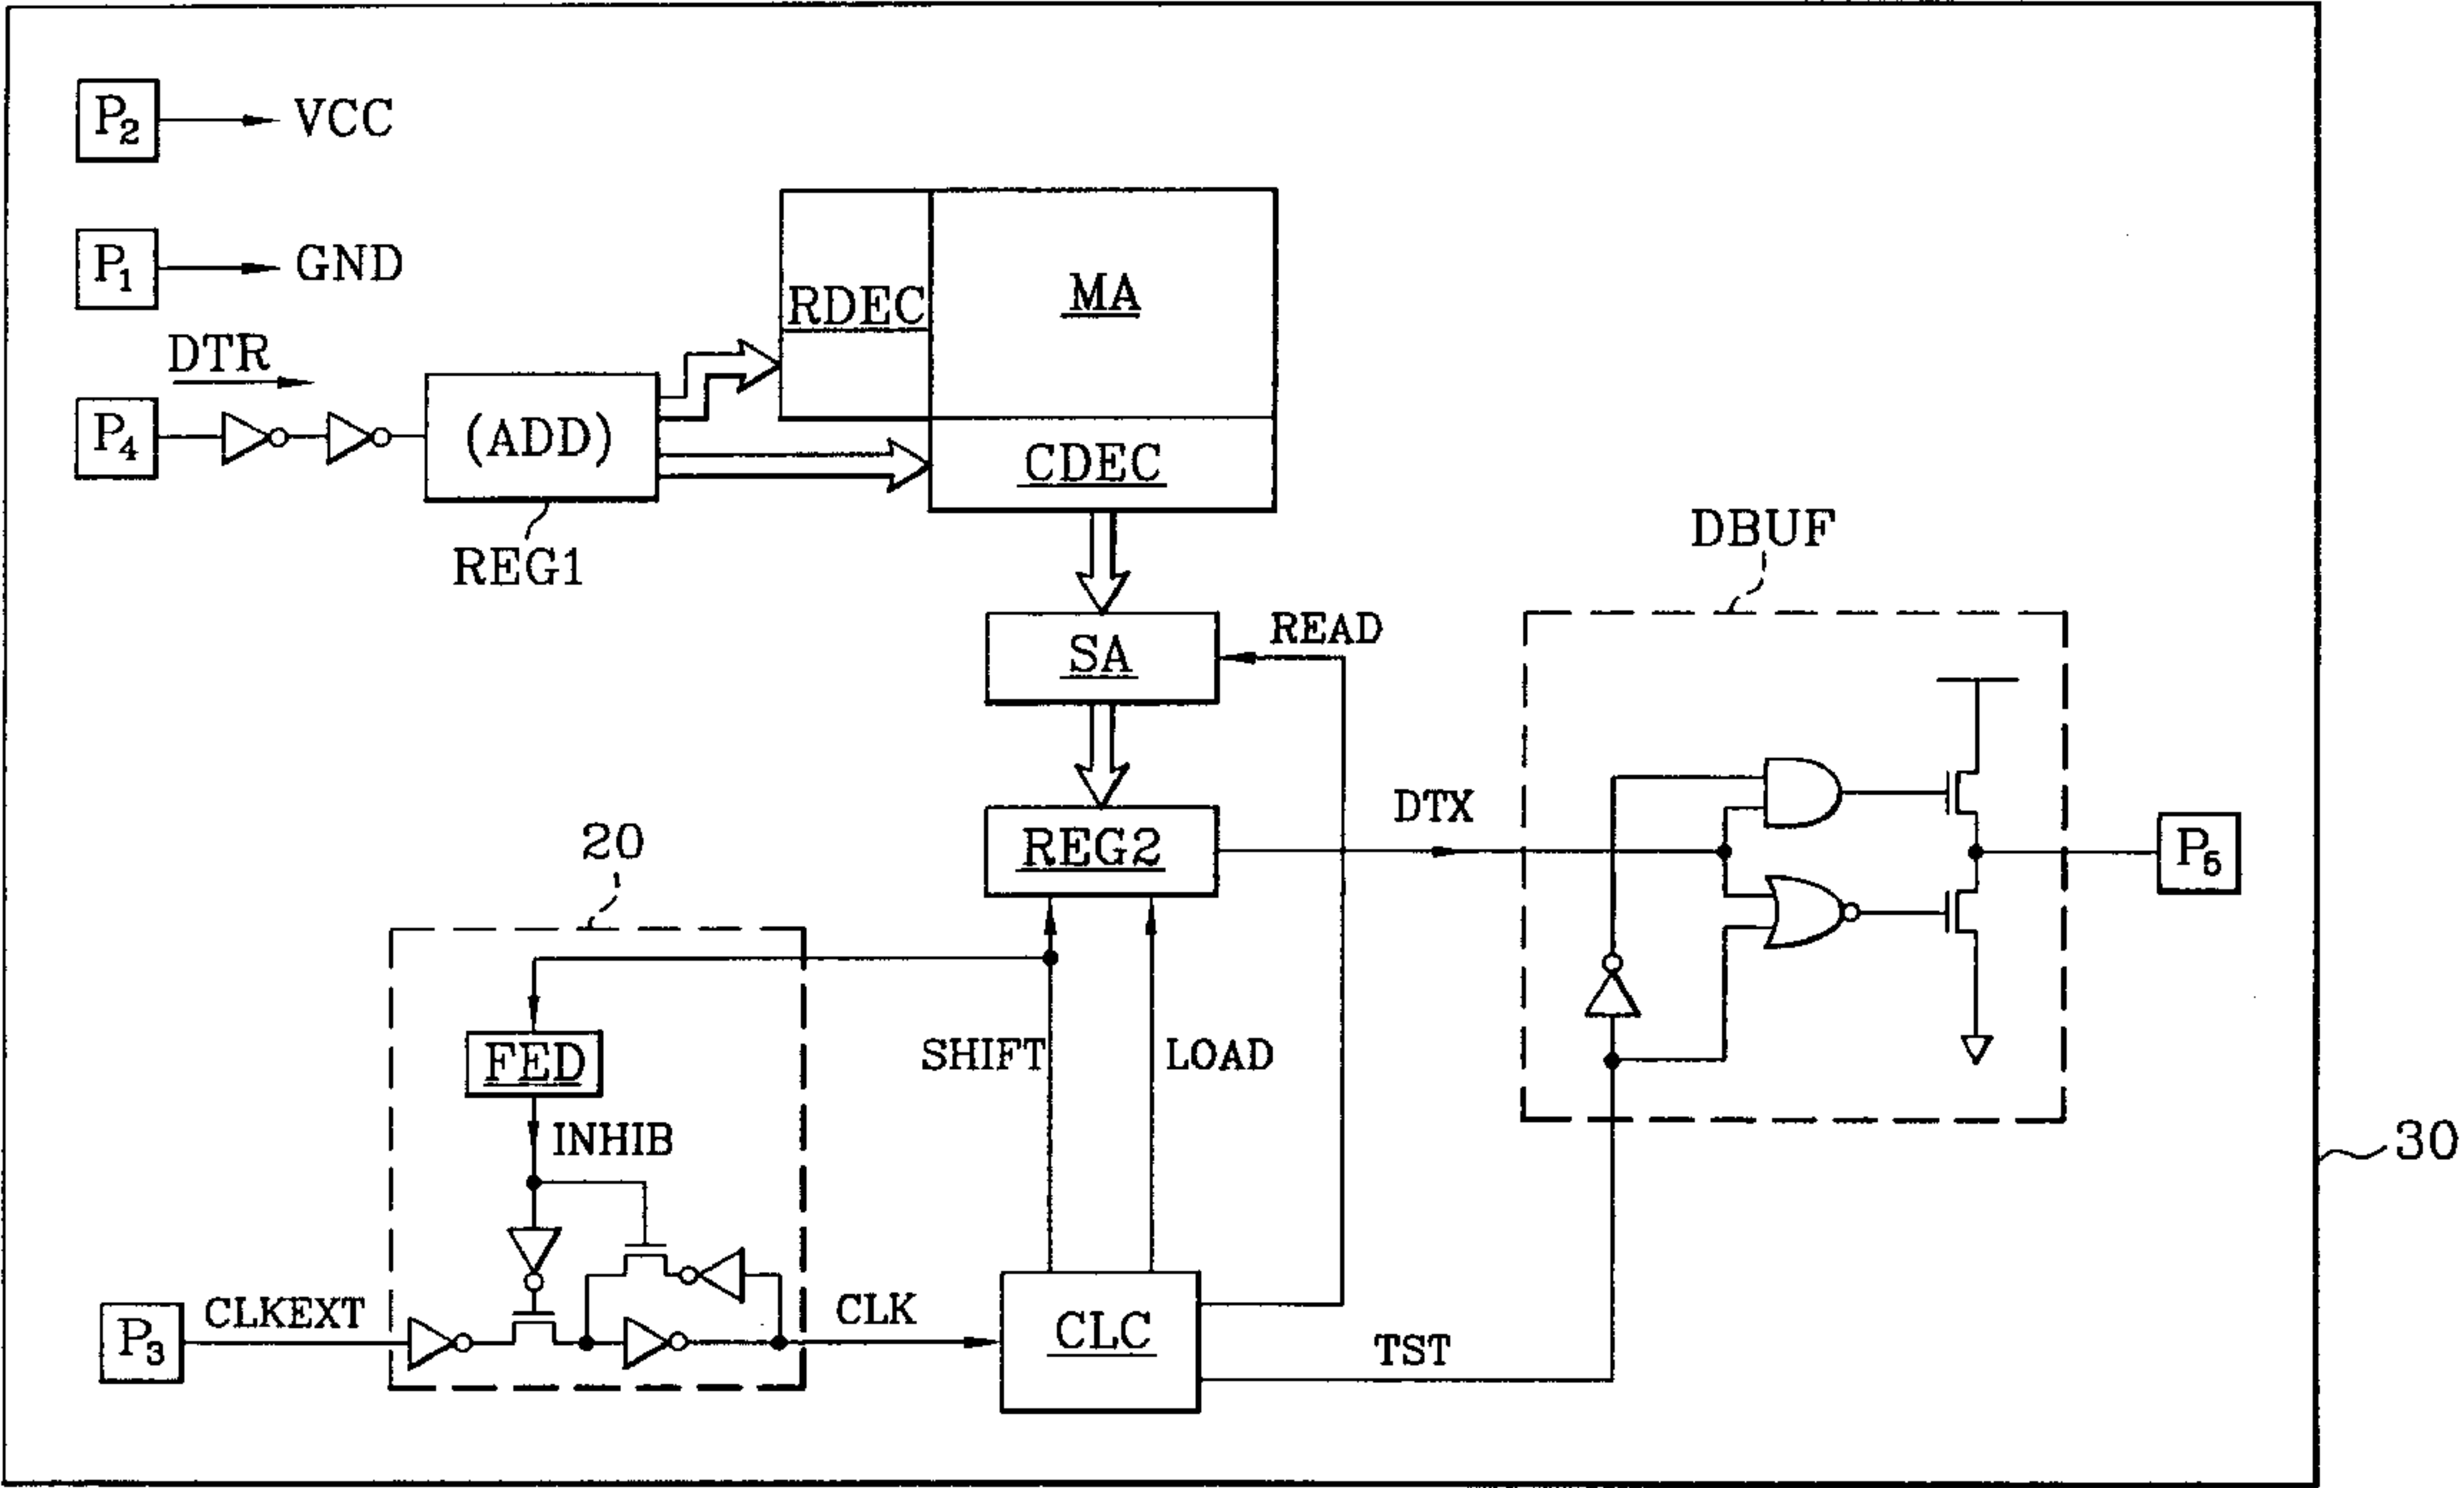 P2 VCC
P1 GND
DTR
P4
(ADD)
REG1
RDEC
MA
CDEC
SA
READ
DBUF
REG2
DTX
P5
20
FED
INHIB
SHIFT
LOAD
P3
CLKEXT
CLK
CLC
TST
30